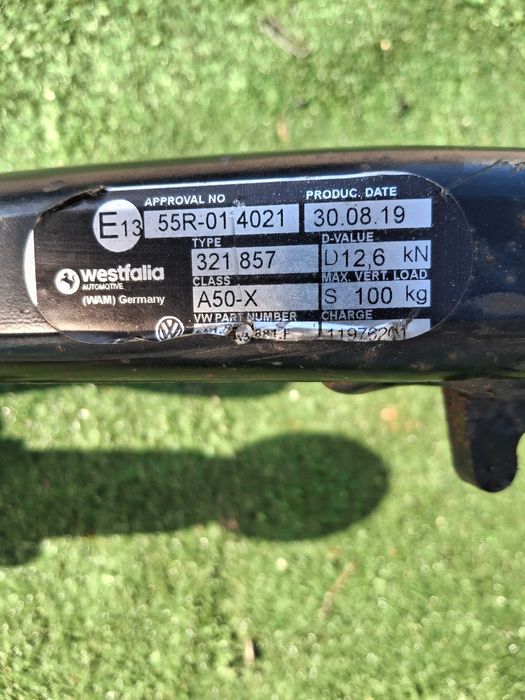 APPROVAL NO PRODUC. DATE
E13 55R-01 4021 30.08.19
TYPE D-VALUE
321 857 D12,6 kN
westfalia
AUTOMOTIVE
(WAM) Germany
CLASS MAX. VERT. LOAD
A50-X S 100 kg
VW PART NUMBER CHARGE
11976201